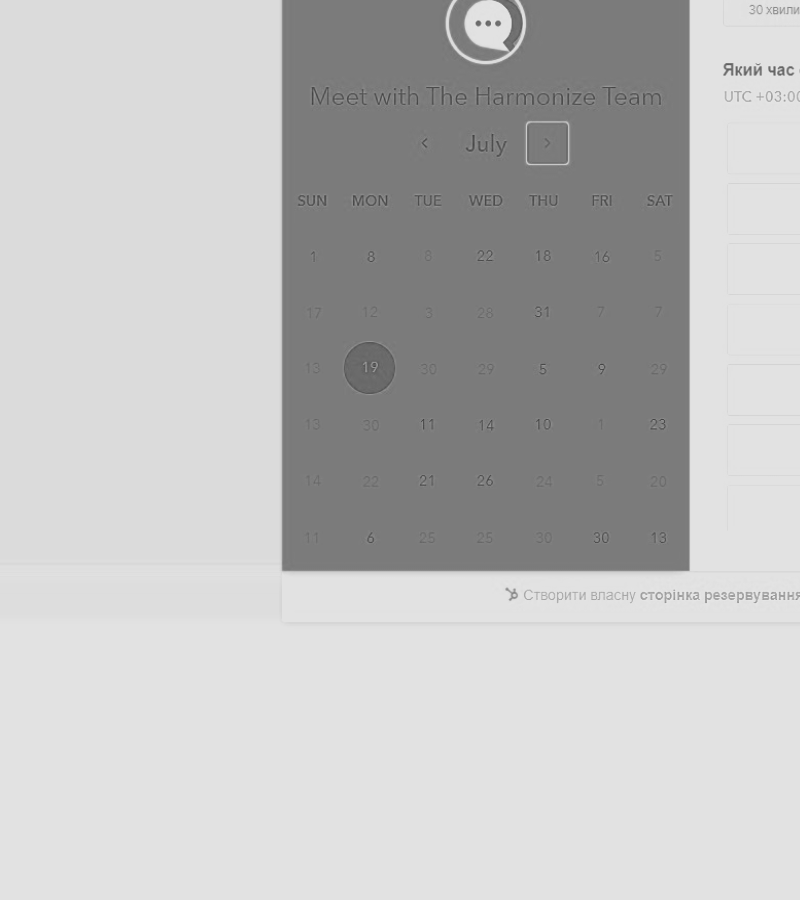 30 хвили
Який час
UTC +03:00
Meet with The Harmonize Team
July
SUN MON TUE WED THU FRI SAT
1 8 8 22 18 16 5
17 12 3 28 31 7 7
13 19 30 29 5 9 29
13 30 11 14 10 1 23
14 22 21 26 24 5 20
11 6 25 25 30 30 13
Створити власну сторінка резервування